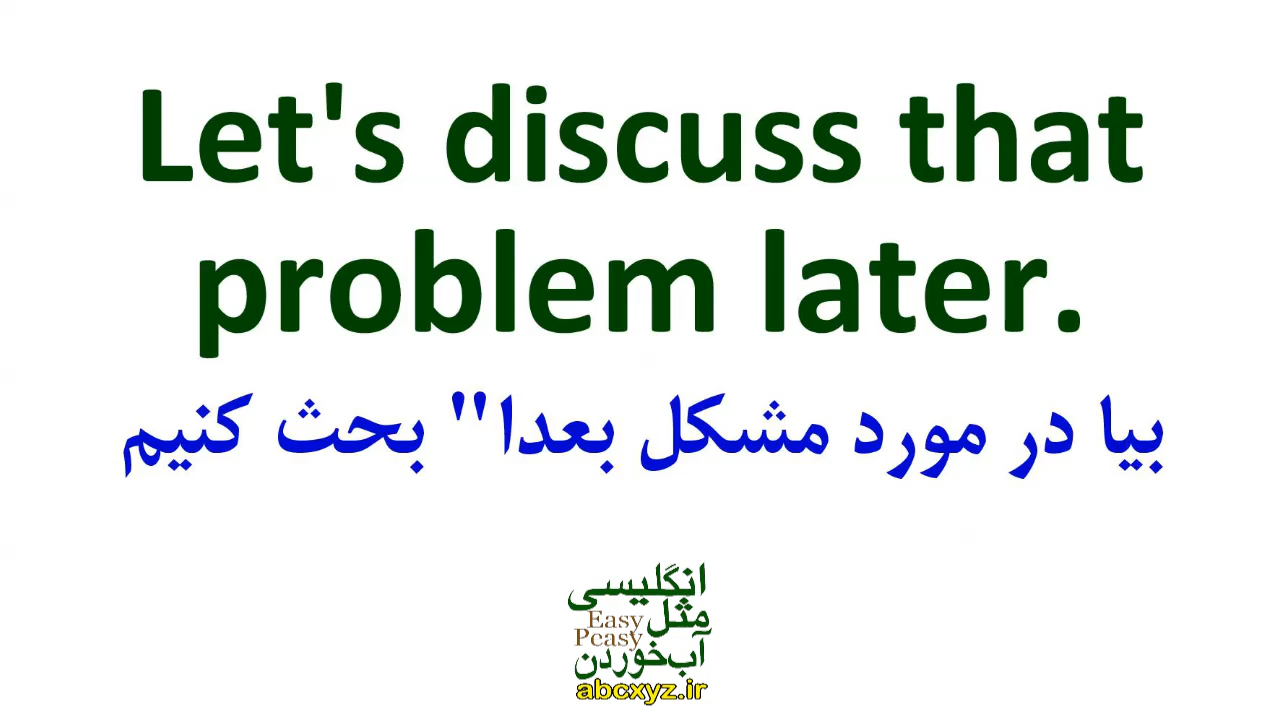 Let's discuss that
problem later.
بیا در مورد مشکل بعدا" بحث کنیم
انگلیسی
مثل
Easy
Peasy
آب‌خوردن
abcxyz.ir